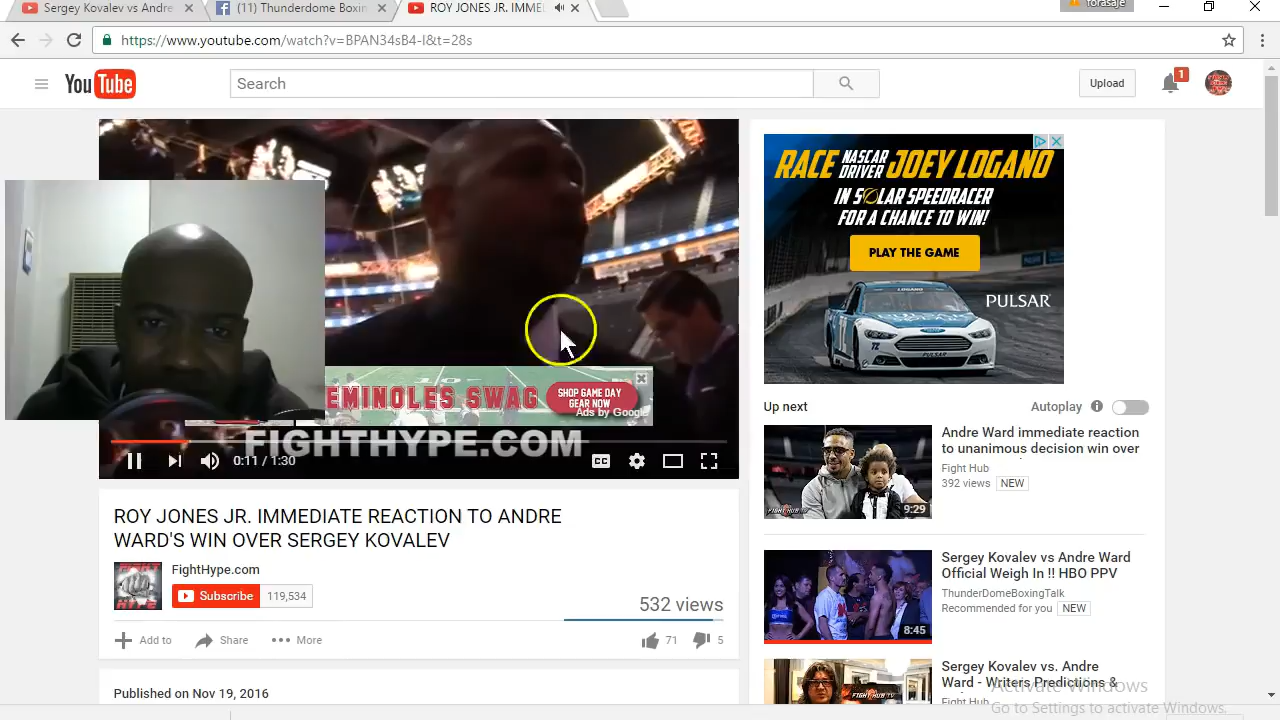 Sergey Kovalev vs Andre
(11) Thunderdome Boxin
ROY JONES JR. IMMEI
forasaje
https://www.youtube.com/watch?v=BPAN34sB4-I&t=28s
YouTube
Search
Upload
1
RACE NASCAR DRIVER JOEY LOGANO
IN SOLAR SPEEDRACER
FOR A CHANCE TO WIN!
PLAY THE GAME
PULSAR
EMINOLES SWAG
SHOP GAME DAY
GEAR NOW
Ads by Google
FIGHTHYPE.COM
0:11 / 1:30
CC
Up next
Autoplay
Andre Ward immediate reaction
to unanimous decision win over
Fight Hub
392 views NEW
9:29
Sergey Kovalev vs Andre Ward
Official Weigh In !! HBO PPV
ThunderDomeBoxingTalk
Recommended for you NEW
8:45
Sergey Kovalev vs. Andre
Ward - Writers Predictions &
Fight Hub
ROY JONES JR. IMMEDIATE REACTION TO ANDRE
WARD'S WIN OVER SERGEY KOVALEV
FightHype.com
Subscribe 119,534
532 views
Add to Share More 71 5
Published on Nov 19, 2016
Activate Windows
Go to Settings to activate Windows.